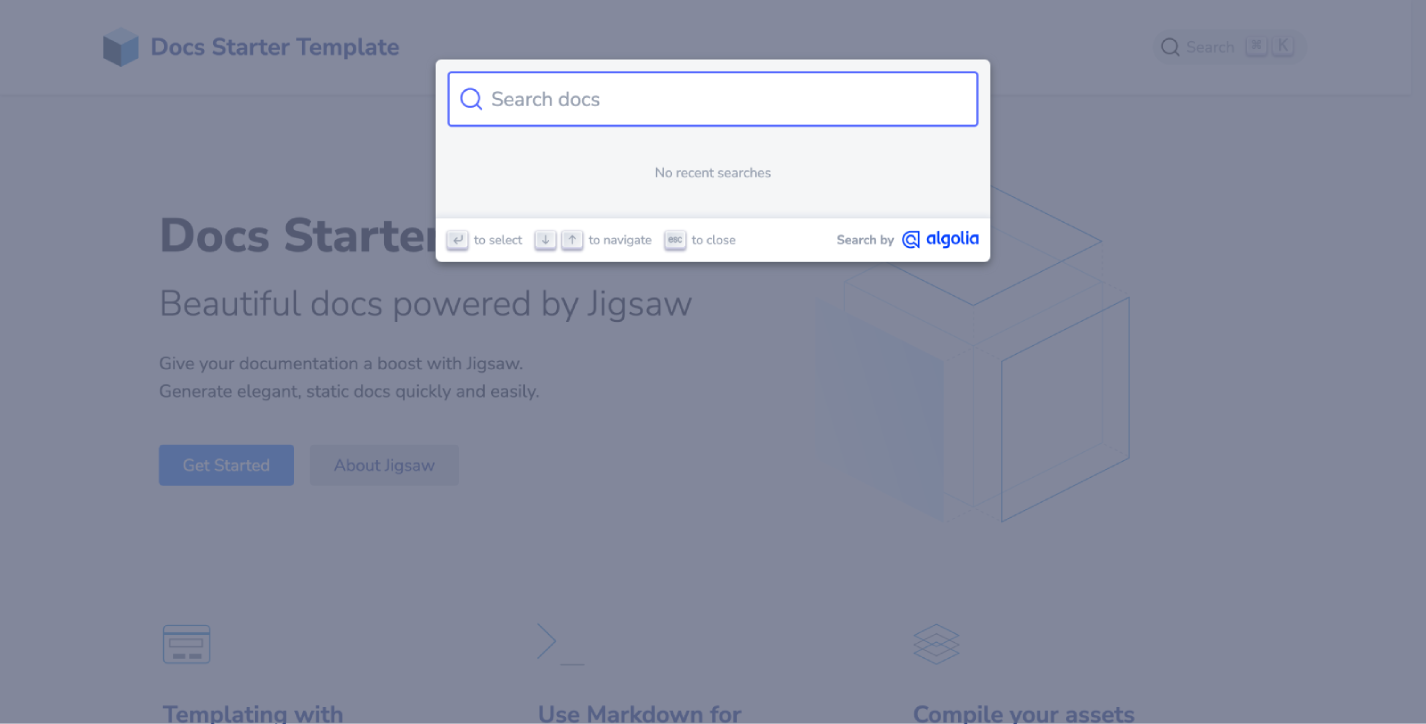 Docs Starter Template
Search ⌘ K
Search docs
No recent searches
to select to navigate esc to close
Search by algolia
Docs Starter
Beautiful docs powered by Jigsaw
Give your documentation a boost with Jigsaw.
Generate elegant, static docs quickly and easily.
Get Started About Jigsaw
Templating with Use Markdown for Compile your assets